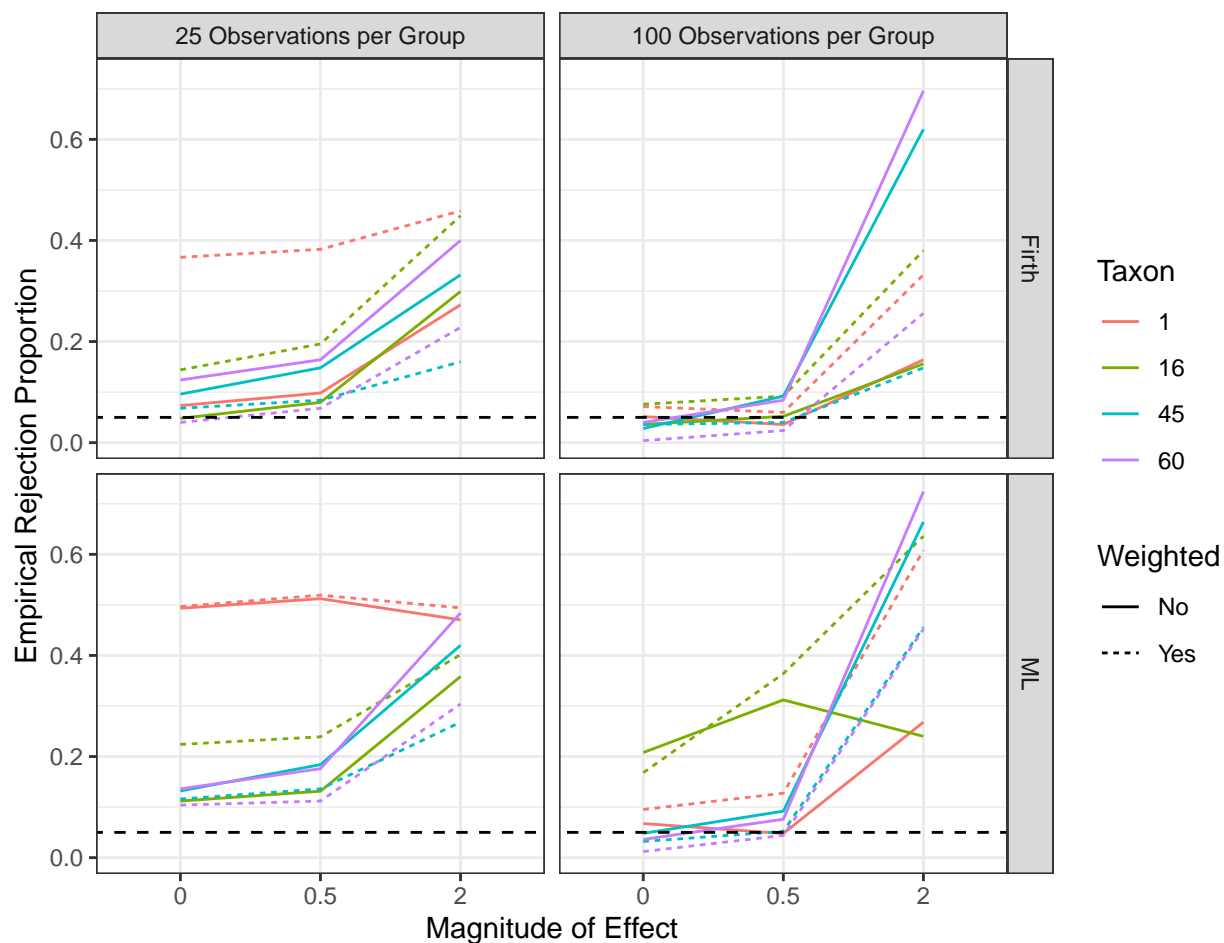 25 Observations per Group
100 Observations per Group
Empirical Rejection Proportion
0.6
0.4
0.2
0.0
Firth
0.6
0.4
0.2
0.0
ML
0
0.5
2
0
0.5
2
Magnitude of Effect
Taxon
1
16
45
60
Weighted
No
Yes